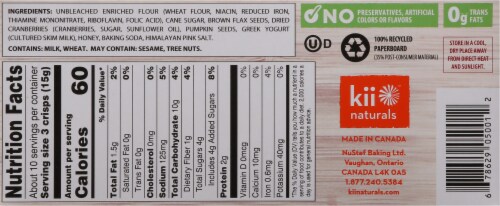 INGREDIENTS: UNBLEACHED ENRICHED FLOUR (WHEAT FLOUR, NIACIN, REDUCED IRON,
THIAMINE MONONITRATE, RIBOFLAVIN, FOLIC ACID), CANE SUGAR, BROWN FLAX SEEDS, DRIED
CRANBERRIES (CRANBERRIES, SUGAR, SUNFLOWER OIL), PUMPKIN SEEDS, GREEK YOGURT
(CULTURED SKIM MILK), HONEY, BAKING SODA, HIMALAYAN PINK SALT.
CONTAINS: MILK, WHEAT. MAY CONTAIN: SESAME, TREE NUTS.
Nutrition Facts
About 10 servings per container
Serving size 3 crisps (15g)
Amount per serving
Calories 60
% Daily Value*
Total Fat 1.5g 2%
Saturated Fat 0g 0%
Trans Fat 0g
Cholesterol 0mg 0%
Sodium 125mg 5%
Total Carbohydrate 10g 4%
Dietary Fiber 1g 4%
Total Sugars 4g
Includes 4g Added Sugars 8%
Protein 2g
Vitamin D 0mcg
Calcium 10mg
Iron 0.6mg
Potassium 40mg
NO PRESERVATIVES, ARTIFICIAL
COLORS OR FLAVORS
0g TRANS
FATS
U D
100% RECYCLED
PAPERBOARD
(35% POST-CONSUMER MATERIAL)
STORE IN A COOL,
DRY PLACE AWAY
FROM DIRECT HEAT
AND SUNLIGHT.
kii
naturals
MADE IN CANADA
NuStef Baking Ltd.
Vaughan, Ontario
CANADA L4K 0A5
1.877.240.5384
kiinaturals.com